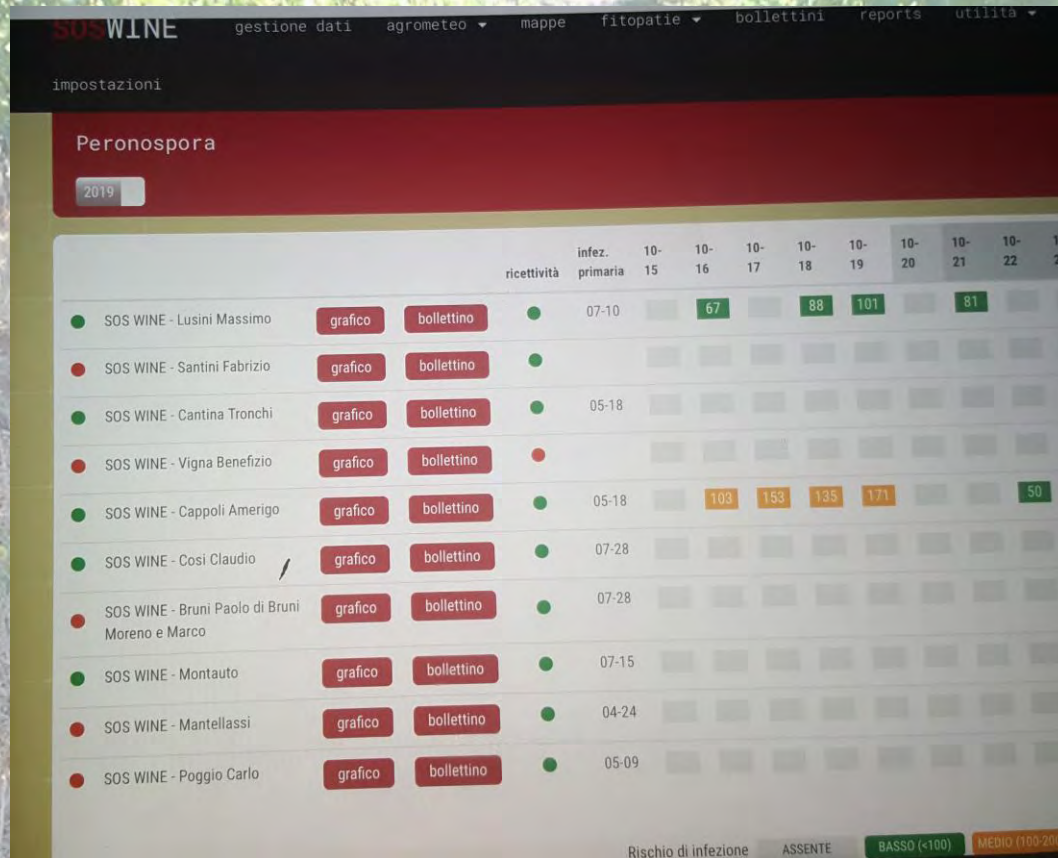 SOSWINE gestione dati agrometeo mappe fitopatie bollettini reports utilità
impostazioni
Peronospora
2019
ricettività infez. primaria 10-15 10-16 10-17 10-18 10-19 10-20 10-21 10-22
SOS WINE - Lusini Massimo grafico bollettino 07-10 67 88 101 81
SOS WINE - Santini Fabrizio grafico bollettino
SOS WINE - Cantina Tronchi grafico bollettino 05-18
SOS WINE - Vigna Benefizio grafico bollettino
SOS WINE - Cappoli Amerigo grafico bollettino 05-18 103 153 135 171 50
SOS WINE - Cosi Claudio grafico bollettino 07-28
SOS WINE - Bruni Paolo di Bruni
Moreno e Marco grafico bollettino 07-28
SOS WINE - Montauto grafico bollettino 07-15
SOS WINE - Mantellassi grafico bollettino 04-24
SOS WINE - Poggio Carlo grafico bollettino 05-09
Rischio di infezione ASSENTE BASSO (<100) MEDIO (100-20